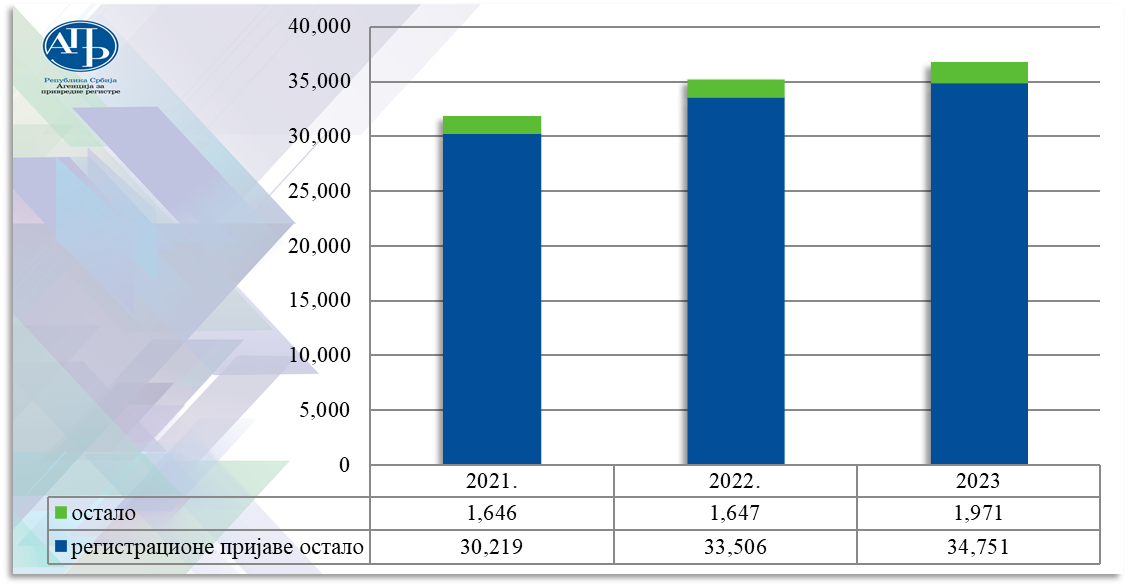 АПР
Република Србија
Агенција за
привредне регистре
40,000
35,000
30,000
25,000
20,000
15,000
10,000
5,000
0
2021. 2022. 2023
остало 1,646 1,647 1,971
регистрационе пријаве остало 30,219 33,506 34,751